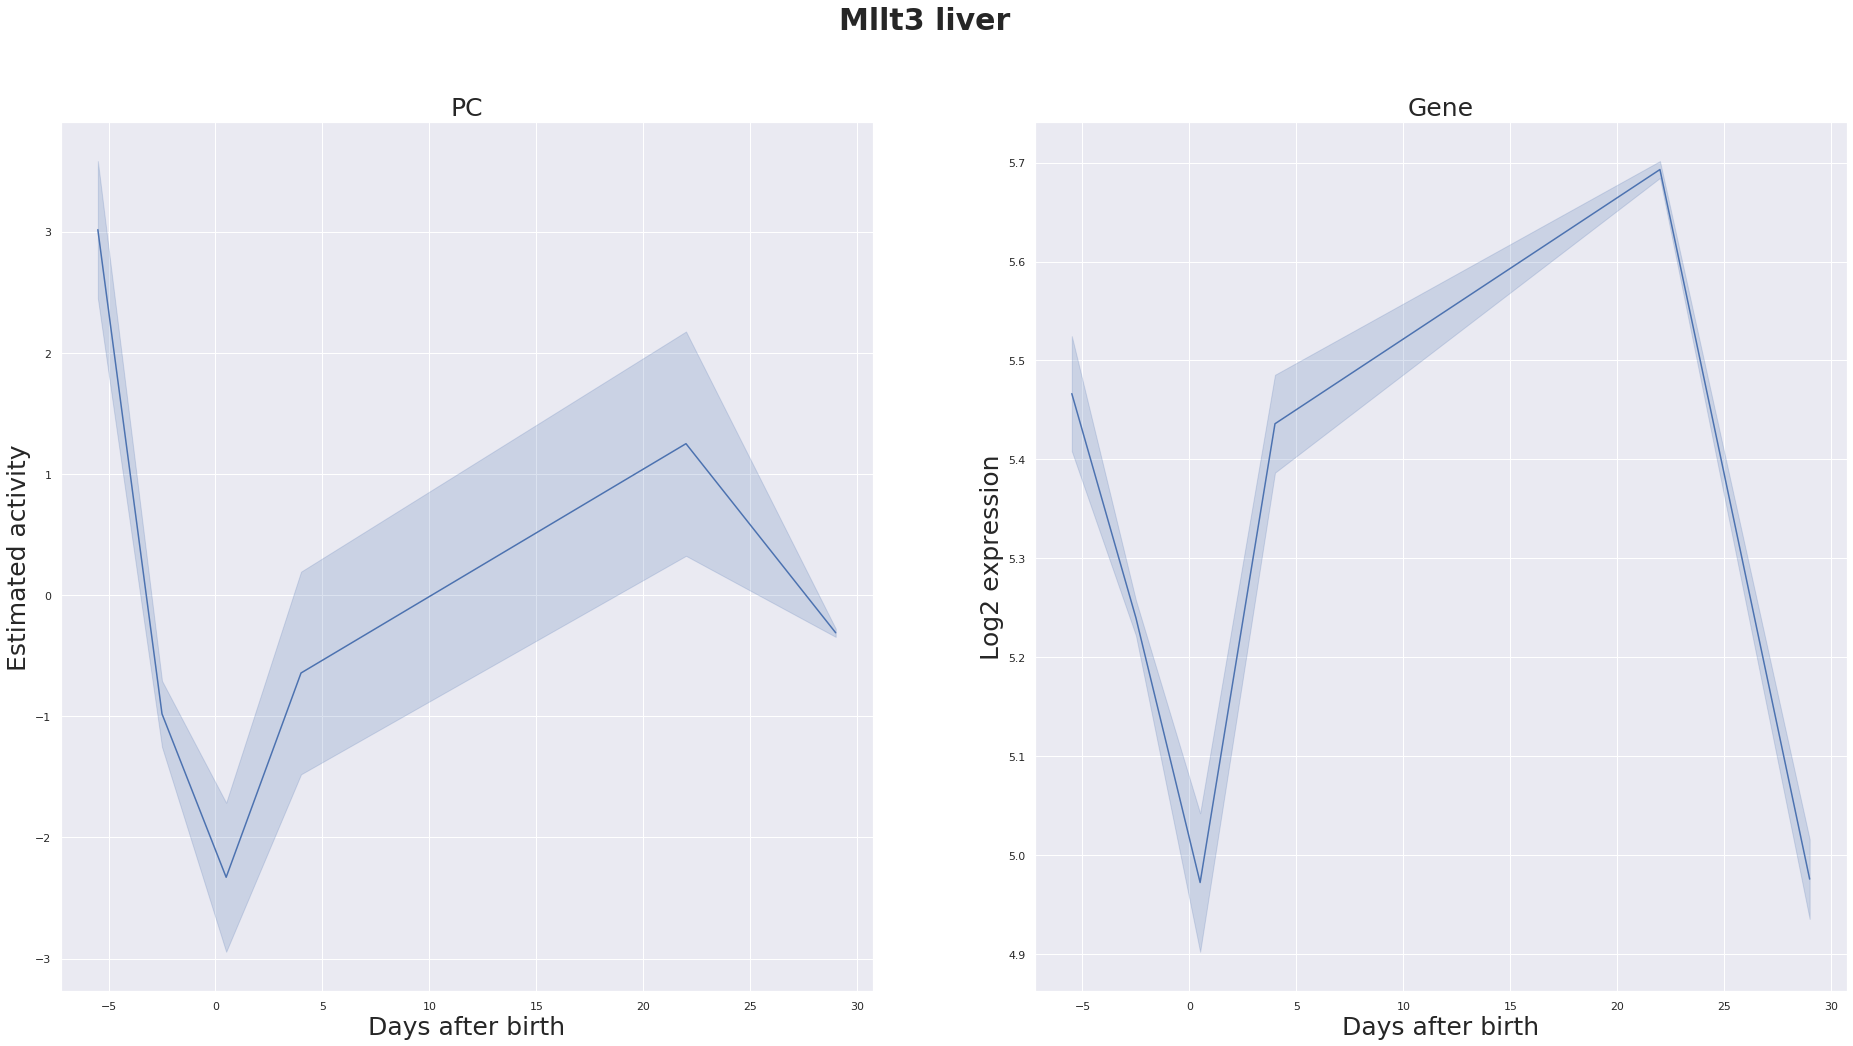 Mllt3 liver
PC
Estimated activity
3
2
1
0
−1
−2
−3
−5 0 5 10 15 20 25 30
Days after birth
Gene
Log2 expression
5.7
5.6
5.5
5.4
5.3
5.2
5.1
5.0
4.9
−5 0 5 10 15 20 25 30
Days after birth